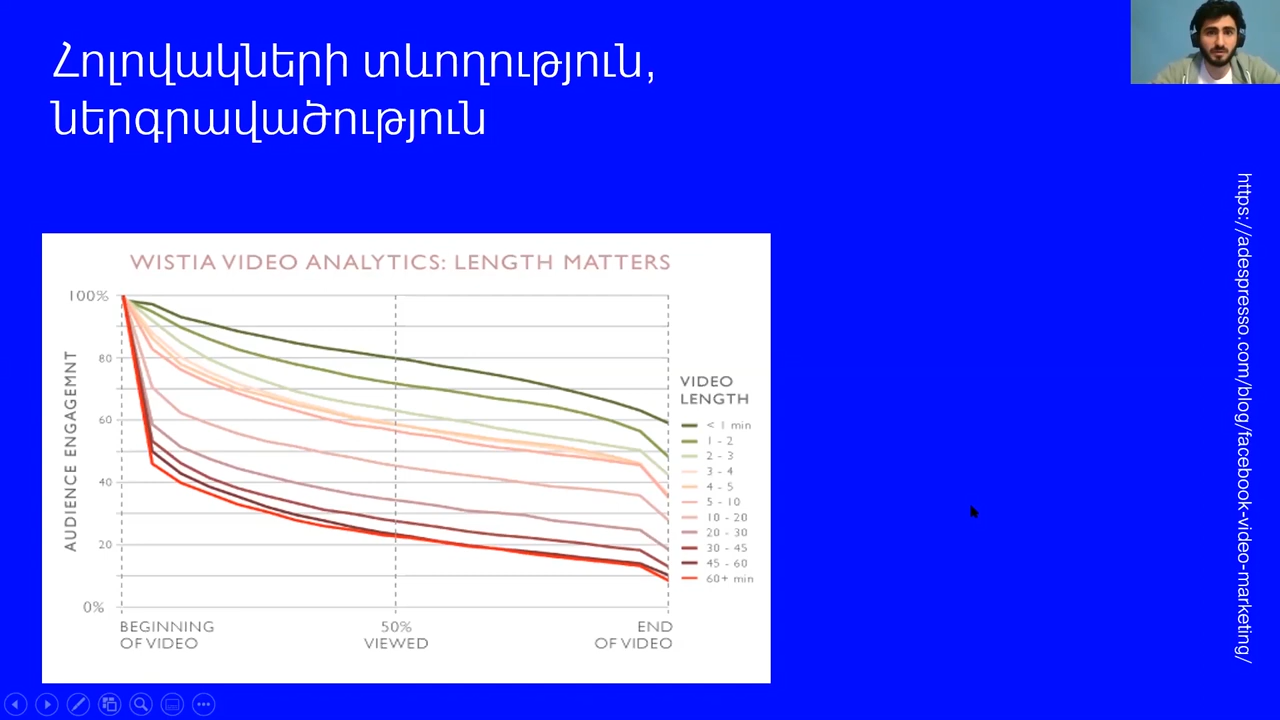 Հոլովակների տևողություն,
ներգրավածություն
https://adespresso.com/blog/facebook-video-marketing/
WISTIA VIDEO ANALYTICS: LENGTH MATTERS
AUDIENCE ENGAGEMNT
100%
80
60
40
20
0%
BEGINNING
OF VIDEO
50%
VIEWED
END
OF VIDEO
VIDEO
LENGTH
< 1 min
1 - 2
2 - 3
3 - 4
4 - 5
5 - 10
10 - 20
20 - 30
30 - 45
45 - 60
60+ min